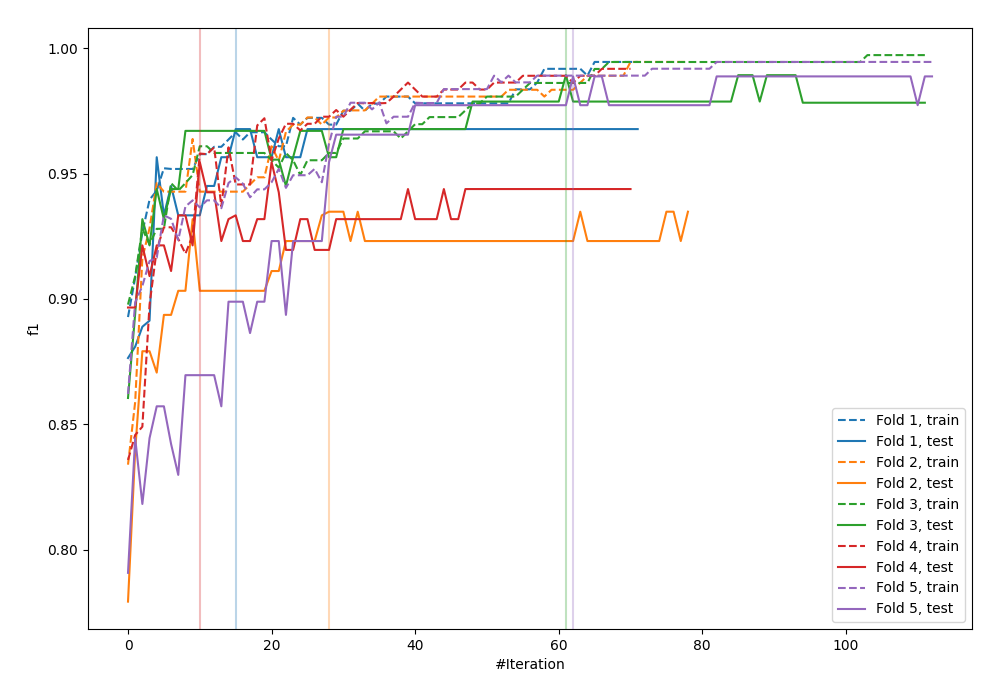 1.00
0.95
0.90
0.85
0.80
f1
0
20
40
60
80
100
#Iteration
Fold 1, train
Fold 1, test
Fold 2, train
Fold 2, test
Fold 3, train
Fold 3, test
Fold 4, train
Fold 4, test
Fold 5, train
Fold 5, test